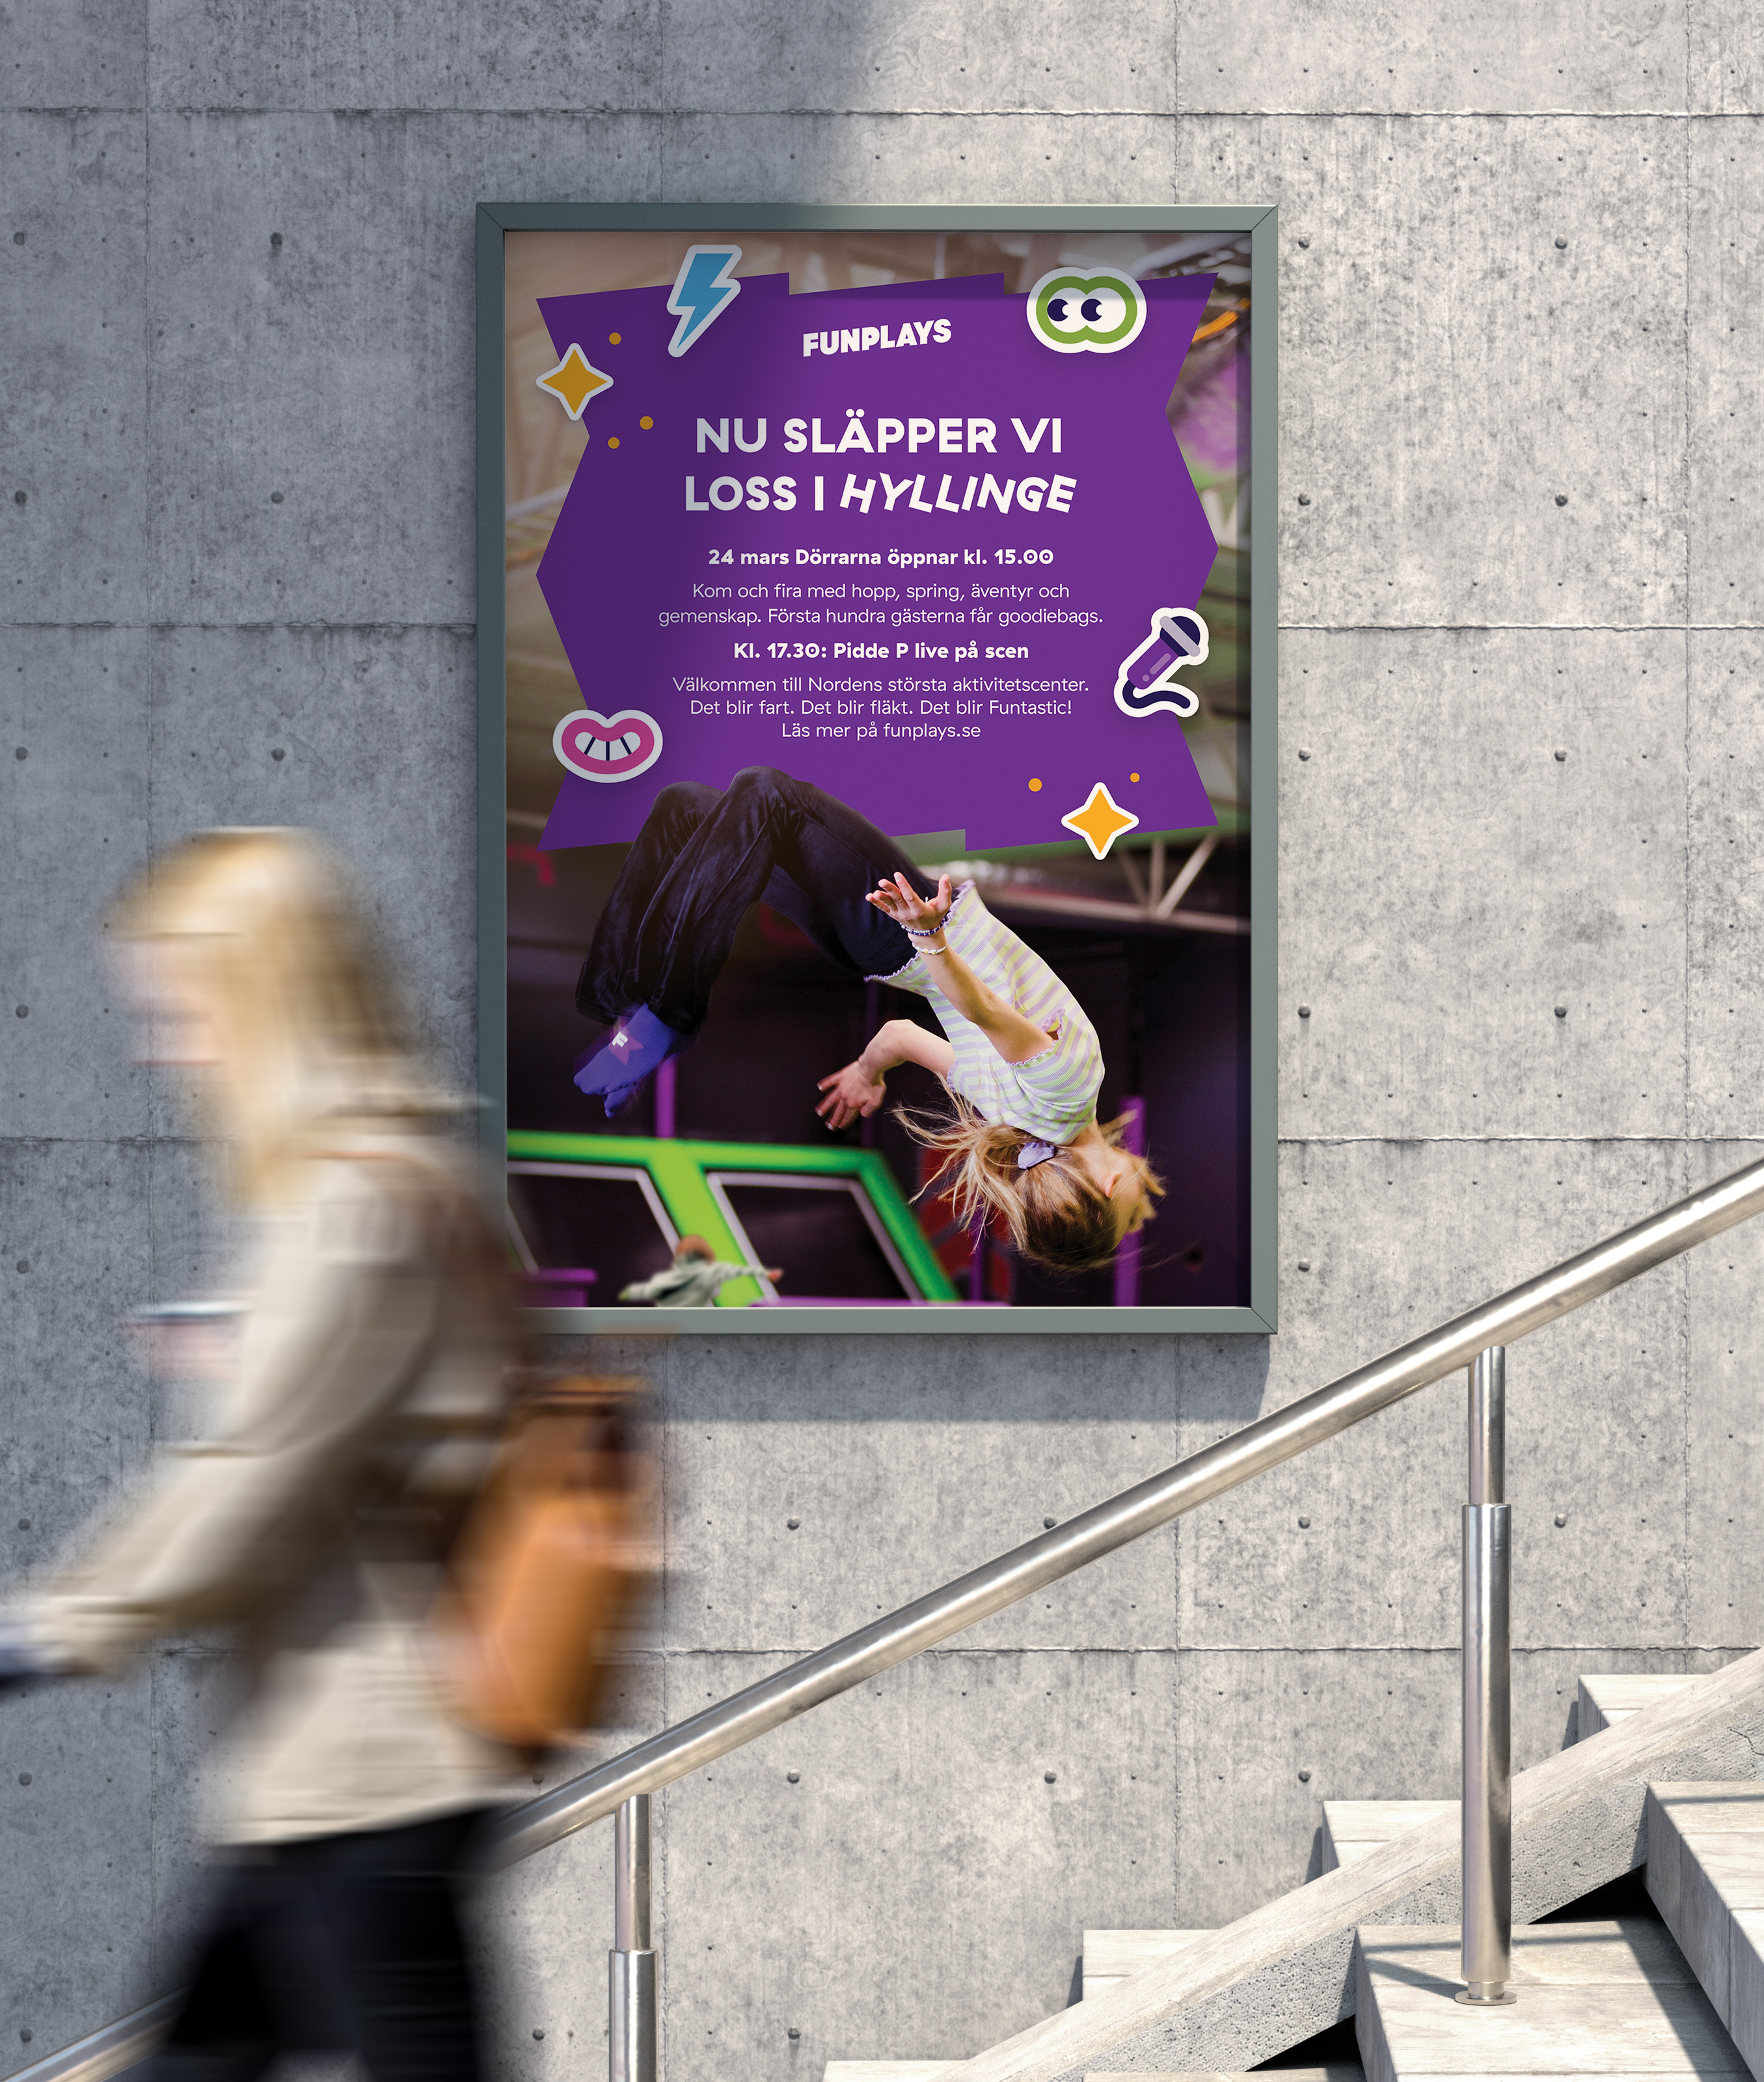 FUNPLAYS
NU SLÄPPER VI
LOSS I HYLLINGE
24 mars Dörrarna öppnar kl. 15.00
Kom och fira med hopp, spring, äventyr och
gemenskap. Första hundra gästerna får goodiebags.
Kl. 17.30: Pidde P live på scen
Välkommen till Nordens största aktivitetscenter.
Det blir fart. Det blir fläkt. Det blir Funtastic!
Läs mer på funplays.se
F